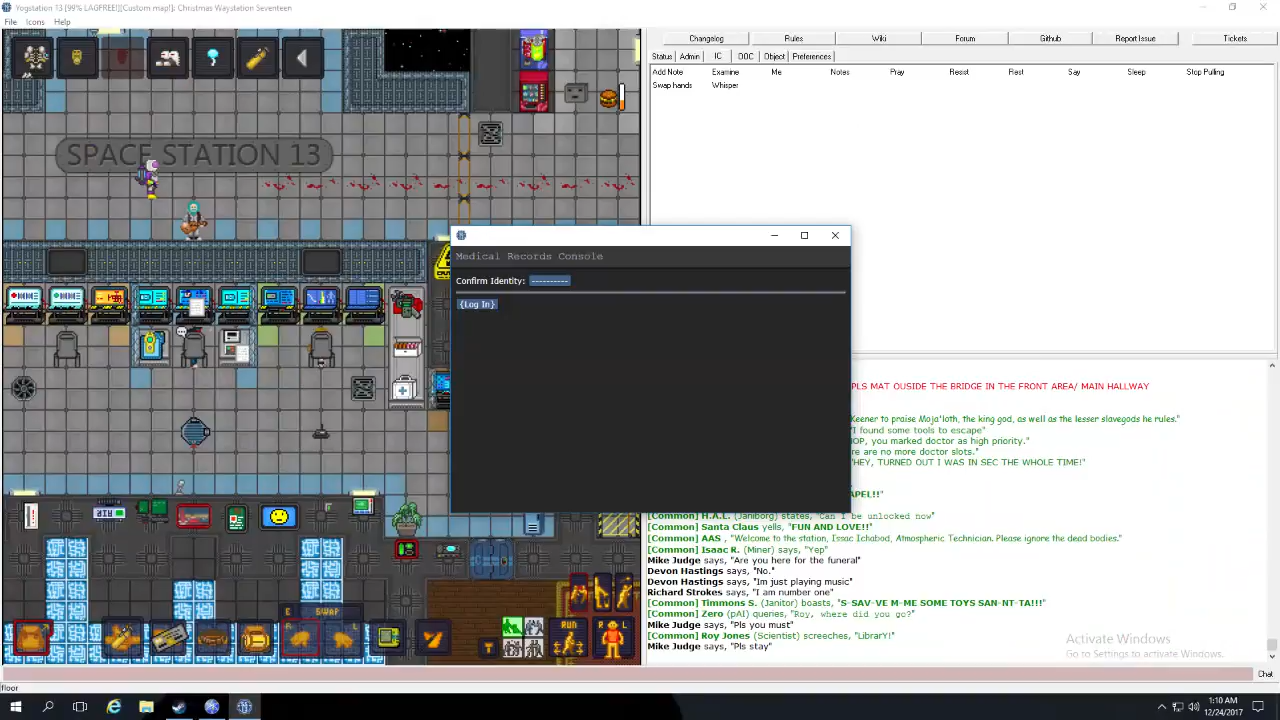 Yogstation 13 [99% LAGFREE!][Custom map!]: Christmas Waystation Seventeen
File Icons Help
Changelog Rules Wiki Forum Github Report Issue Tickets
Status Admin IC OOC Object Preferences
Add Note Examine Me Notes Pray Resist Rest Say Sleep Stop Pulling
Swap hands Whisper
SPACE STATION 13
Medical Records Console
Confirm Identity: ----------
{Log In}
PLS MAT OUSIDE THE BRIDGE IN THE FRONT AREA/ MAIN HALLWAY
Keener to praise Moja'loth, the king god, as well as the lesser slavegods he rules."
"I found some tools to escape"
OP, you marked doctor as high priority."
re are no more doctor slots."
"HEY, TURNED OUT I WAS IN SEC THE WHOLE TIME!"
APEL!!"
[Common] H.A.L. (Janiborg) states, "Can I be unlocked now"
[Common] Santa Claus yells, "FUN AND LOVE!!"
[Common] AAS , "Welcome to the station, Issac Ichabod, Atmospheric Technician. Please ignore the dead bodies."
[Common] Isaac R. (Miner) says, "Yep"
Mike Judge says, "Are you here for the funeral"
Devon Hastings says, "No."
Devon Hastings says, "Im just playing music"
Richard Strokes says, "I am number one"
[Common] Timmons S. (Janitor) boasts, "S-SAV-VE M-ME SOME TOYS SAN-NT-TA!!!"
[Common] Zero (pAI) queries, "Roy, where did you go?"
Mike Judge says, "Pls you must"
[Common] Roy Jones (Scientist) screeches, "LibrarY!"
Mike Judge says, "Pls stay"
E SWAP
L
RUN
R L
AIR
Activate Windows
Go to Settings to activate Windows.
Chat
floor
1:10 AM
12/24/2017